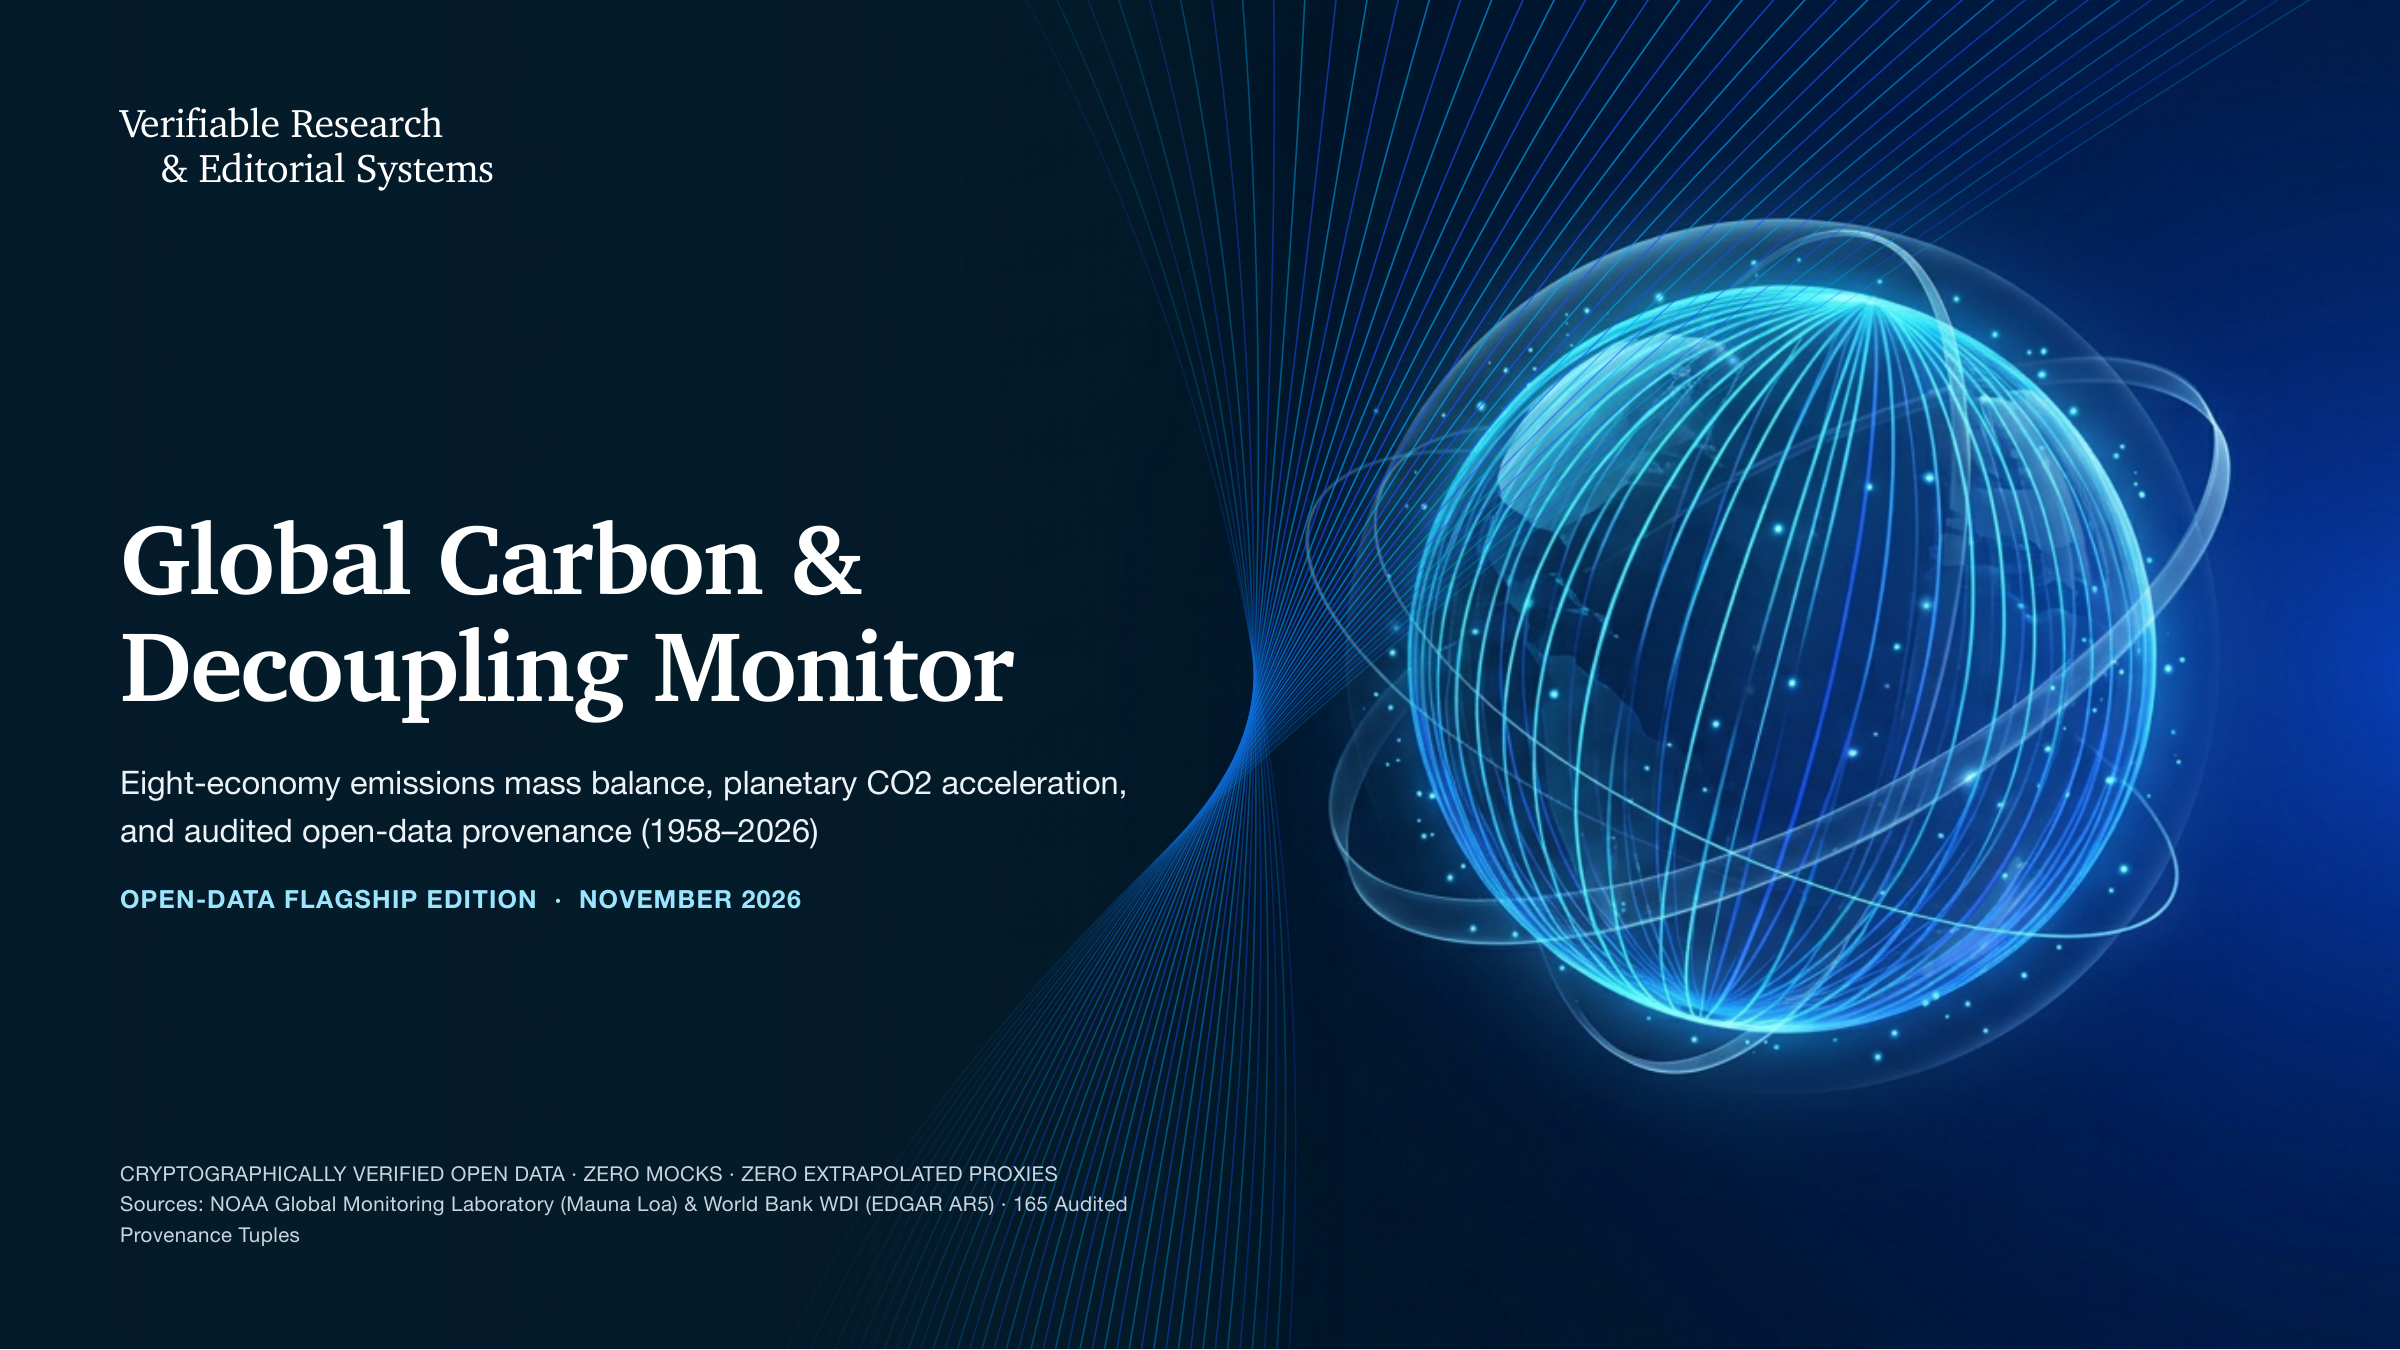 Verifiable Research
& Editorial Systems
Global Carbon &
Decoupling Monitor
Eight-economy emissions mass balance, planetary CO2 acceleration,
and audited open-data provenance (1958–2026)
OPEN-DATA FLAGSHIP EDITION · NOVEMBER 2026
CRYPTOGRAPHICALLY VERIFIED OPEN DATA · ZERO MOCKS · ZERO EXTRAPOLATED PROXIES
Sources: NOAA Global Monitoring Laboratory (Mauna Loa) & World Bank WDI (EDGAR AR5) · 165 Audited
Provenance Tuples